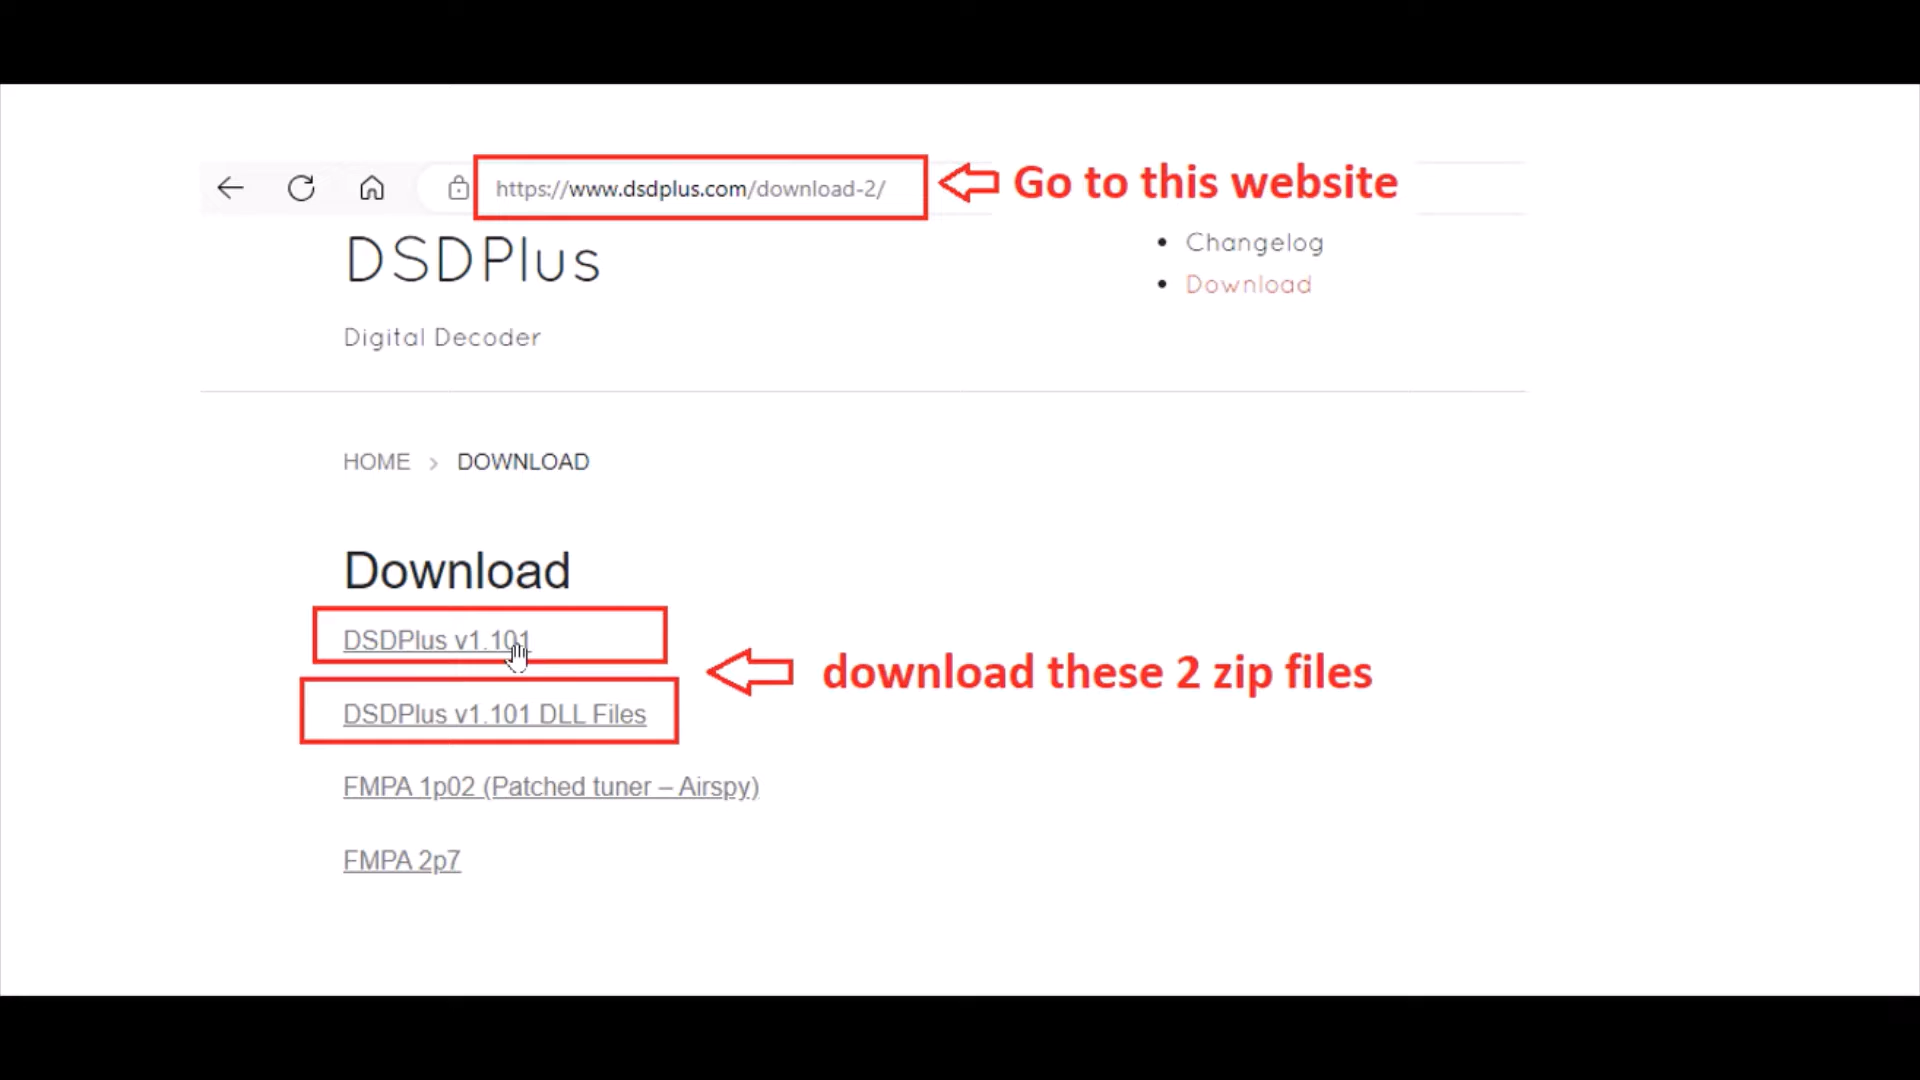 https://www.dsdplus.com/download-2/
Go to this website
DSDPlus
Changelog
Download
Digital Decoder
HOME > DOWNLOAD
Download
DSDPlus v1.101
download these 2 zip files
DSDPlus v1.101 DLL Files
FMPA 1p02 (Patched tuner – Airspy)
FMPA 2p7